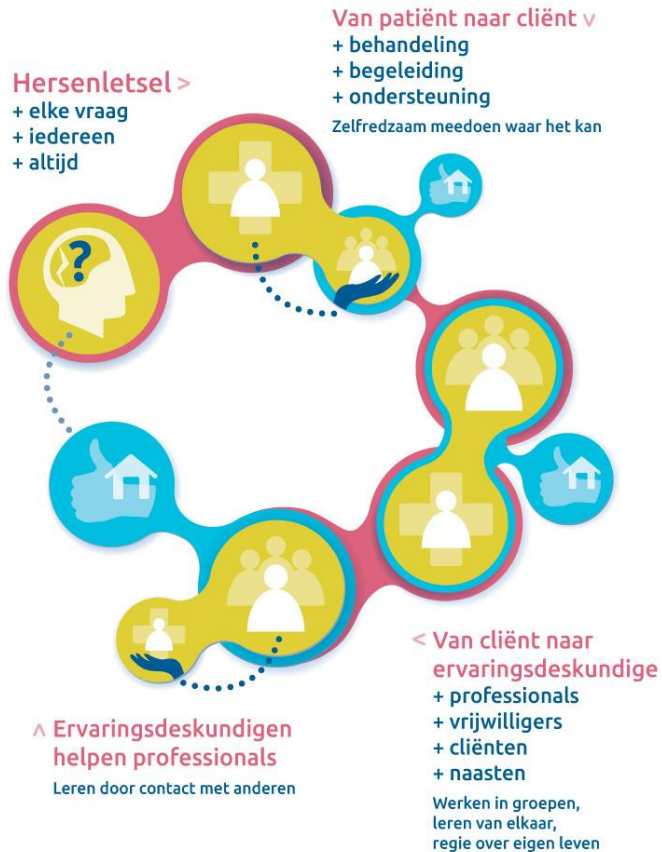 Hersenletsel >
+ elke vraag
+ iedereen
+ altijd
Van patiënt naar cliënt v
+ behandeling
+ begeleiding
+ ondersteuning
Zelfredzaam meedoen waar het kan
?
< Van cliënt naar
ervaringsdeskundige
+ professionals
+ vrijwilligers
+ cliënten
+ naasten
Werken in groepen,
leren van elkaar,
regie over eigen leven
^ Ervaringsdeskundigen
helpen professionals
Leren door contact met anderen